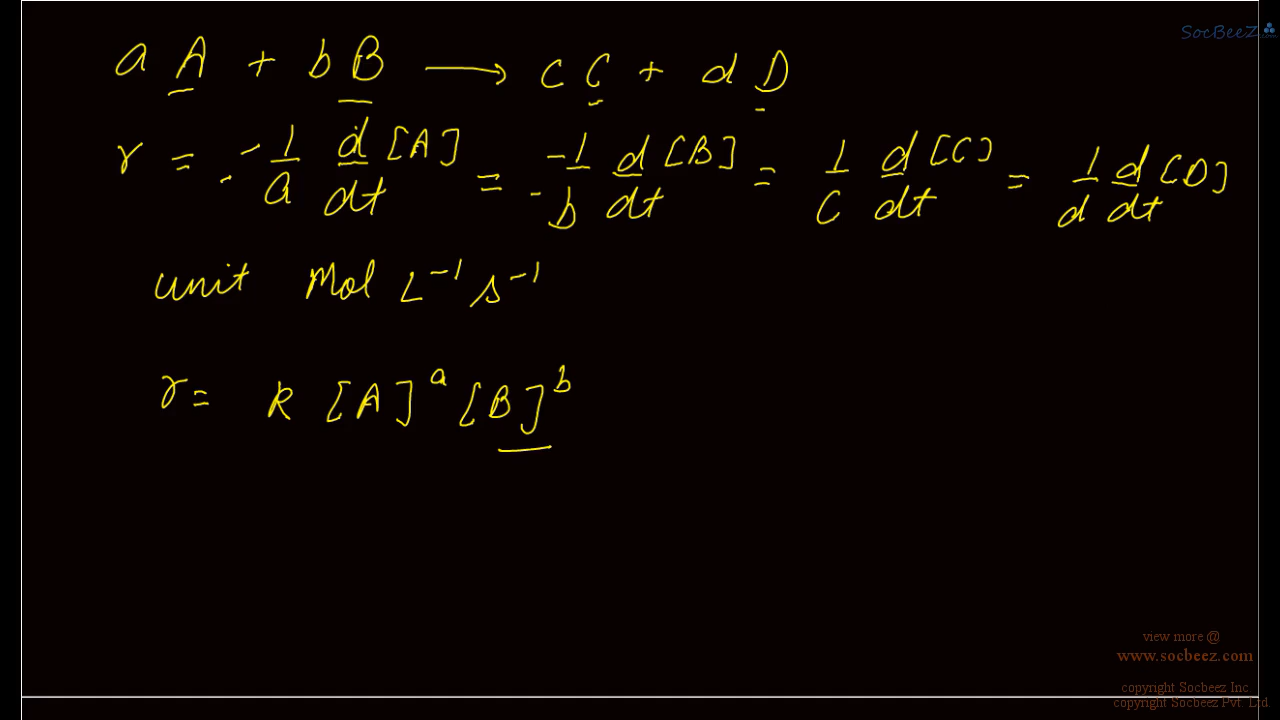 SocBeeZ.com
a A + b B ⟶ c C + d D
r = - 1/a d/dt [A] = -1/b d/dt [B] = 1/c d/dt [C] = 1/d d/dt [D]
unit Mol L⁻¹ s⁻¹
r = k [A]ᵃ [B]ᵇ
view more @
www.socbeez.com
copyright Socbeez Inc
copyright Socbeez Pvt. Ltd.